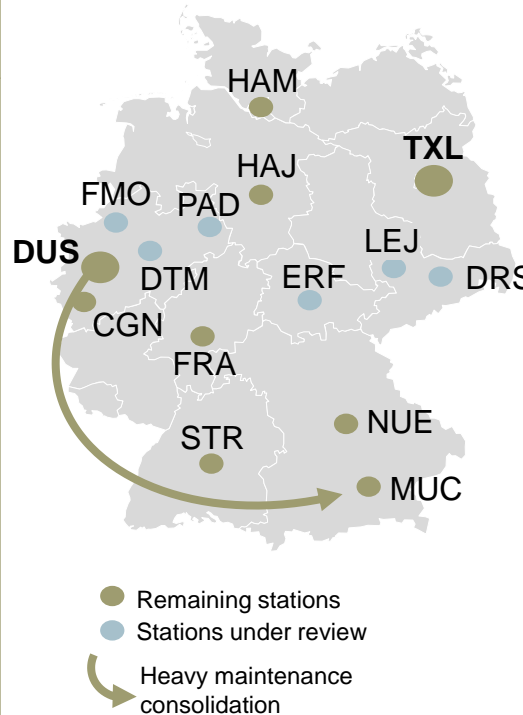 HAM
TXL
HAJ
FMO
PAD
DUS
LEJ
DTM
ERF
DRS
CGN
FRA
NUE
STR
MUC
Remaining stations
Stations under review
Heavy maintenance
consolidation